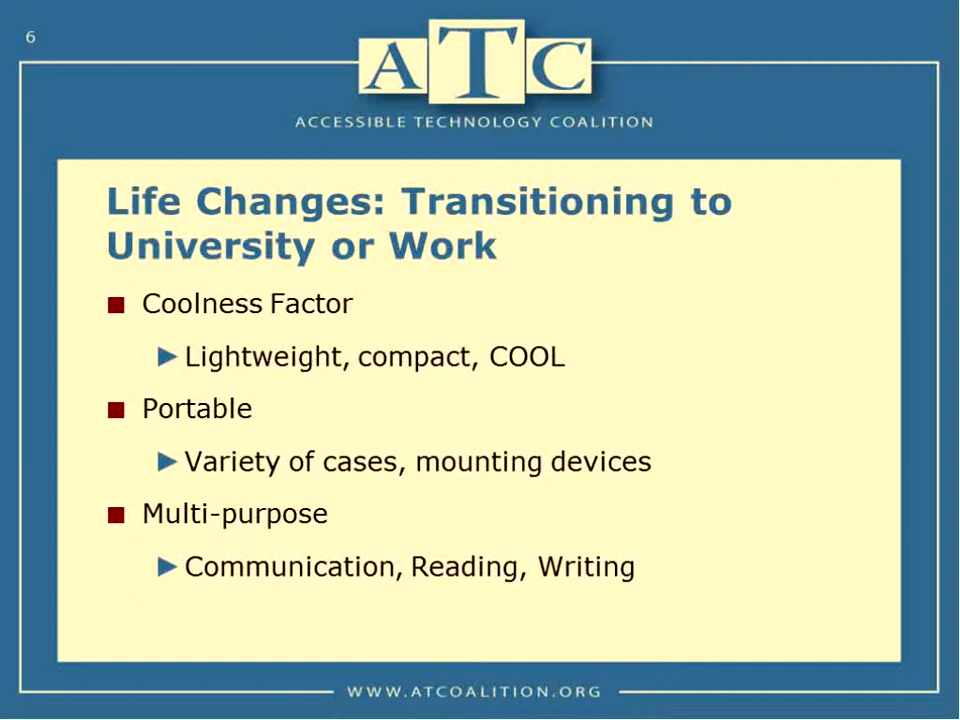 6
ATC
ACCESSIBLE TECHNOLOGY COALITION
Life Changes: Transitioning to
University or Work
Coolness Factor
Lightweight, compact, COOL
Portable
Variety of cases, mounting devices
Multi-purpose
Communication, Reading, Writing
WWW.ATCOALITION.ORG